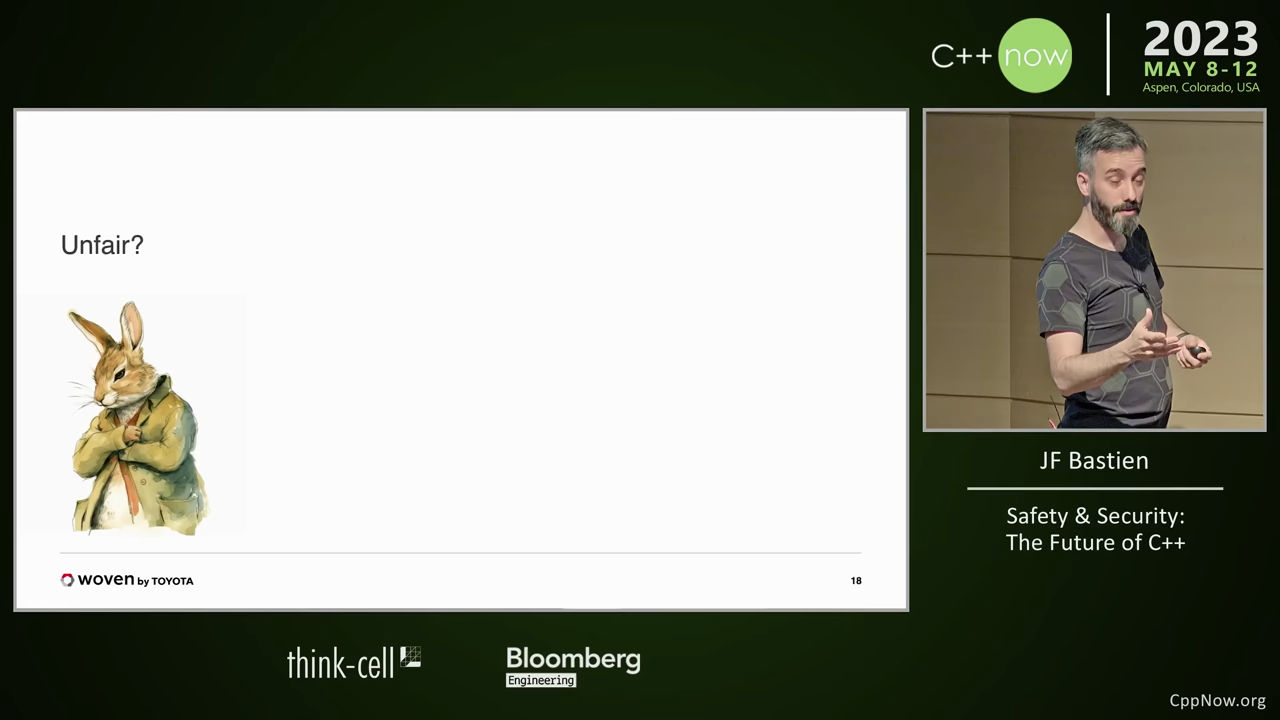 C++ now
2023
MAY 8-12
Aspen, Colorado, USA
Unfair?
woven by TOYOTA
18
JF Bastien
Safety & Security:
The Future of C++
think-cell
Bloomberg
Engineering
CppNow.org